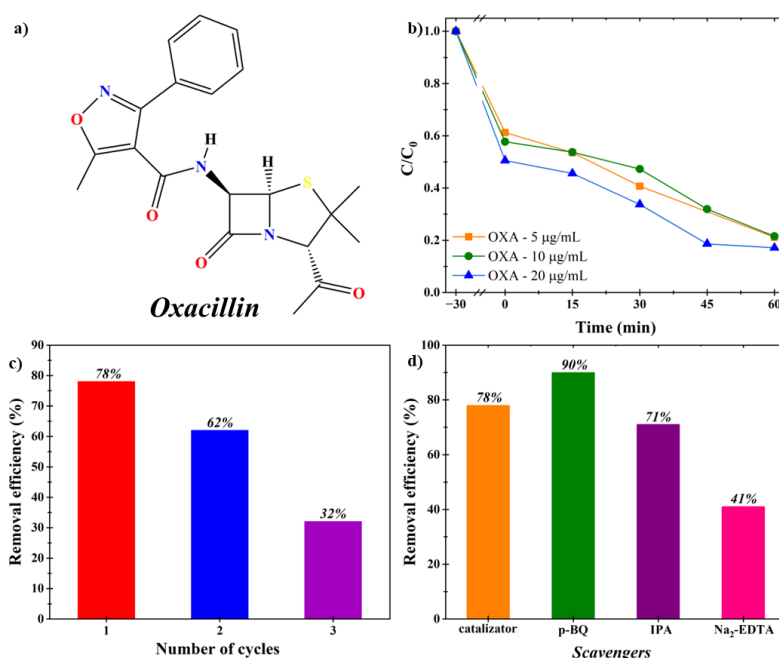 a)
N
O
H
N
O
H
S
N
O
O
Oxacillin
b)
1.0
0.8
0.6
0.4
0.2
0.0
C/C0
OXA - 5 μg/mL
OXA - 10 μg/mL
OXA - 20 μg/mL
−30 0 15 30 45 60
Time (min)
c)
90
80
70
60
50
40
30
20
10
0
Removal efficiency (%)
78%
62%
32%
1 2 3
Number of cycles
d)
100
80
60
40
20
0
Removal efficiency (%)
78%
90%
71%
41%
catalizator p-BQ IPA Na2-EDTA
Scavengers